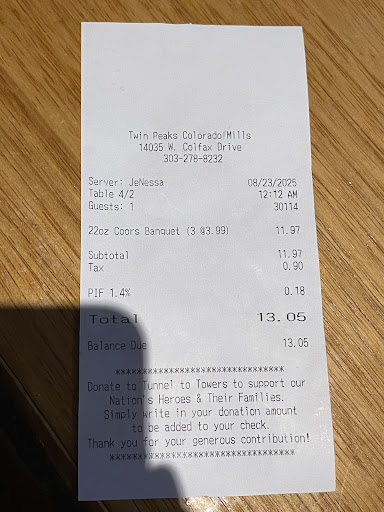 Twin Peaks Colorado Mills
14035 W. Colfax Drive
303-278-8232
Server: JeNessa 08/23/2025
Table 4/2 12:12 AM
Guests: 1 30114
22oz Coors Banquet (3 @3.99) 11.97
Subtotal 11.97
Tax 0.90
PIF 1.4% 0.18
Total 13.05
Balance Due 13.05
*******************************
Donate to Tunnel to Towers to support our
Nation's Heroes & Their Families.
Simply write in your donation amount
to be added to your check.
Thank you for your generous contribution!
*********************************